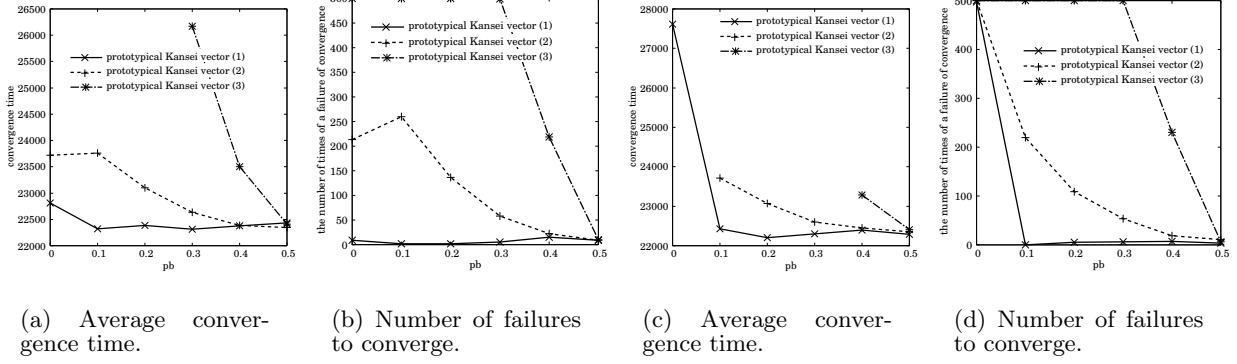 26500
26000
25500
25000
24500
24000
23500
23000
22500
22000
convergence time
prototypical Kansei vector (1)
prototypical Kansei vector (2)
prototypical Kansei vector (3)
0 0.1 0.2 0.3 0.4 0.5
pb
(a) Average conver-
gence time.
500
450
400
350
300
250
200
150
100
50
0
the number of times of a failure of convergence
prototypical Kansei vector (1)
prototypical Kansei vector (2)
prototypical Kansei vector (3)
0 0.1 0.2 0.3 0.4 0.5
pb
(b) Number of failures
to converge.
28000
27000
26000
25000
24000
23000
22000
convergence time
prototypical Kansei vector (1)
prototypical Kansei vector (2)
prototypical Kansei vector (3)
0 0.1 0.2 0.3 0.4 0.5
pb
(c) Average conver-
gence time.
500
400
300
200
100
0
the number of times of a failure of convergence
prototypical Kansei vector (1)
prototypical Kansei vector (2)
prototypical Kansei vector (3)
0 0.1 0.2 0.3 0.4 0.5
pb
(d) Number of failures
to converge.